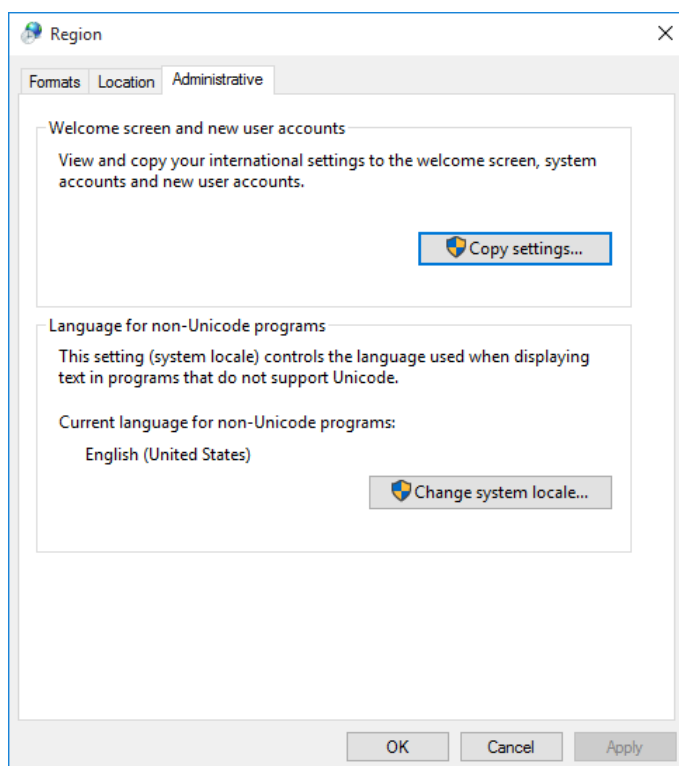 Region
Formats Location Administrative
Welcome screen and new user accounts
View and copy your international settings to the welcome screen, system
accounts and new user accounts.
Copy settings...
Language for non-Unicode programs
This setting (system locale) controls the language used when displaying
text in programs that do not support Unicode.
Current language for non-Unicode programs:
English (United States)
Change system locale...
OK Cancel Apply